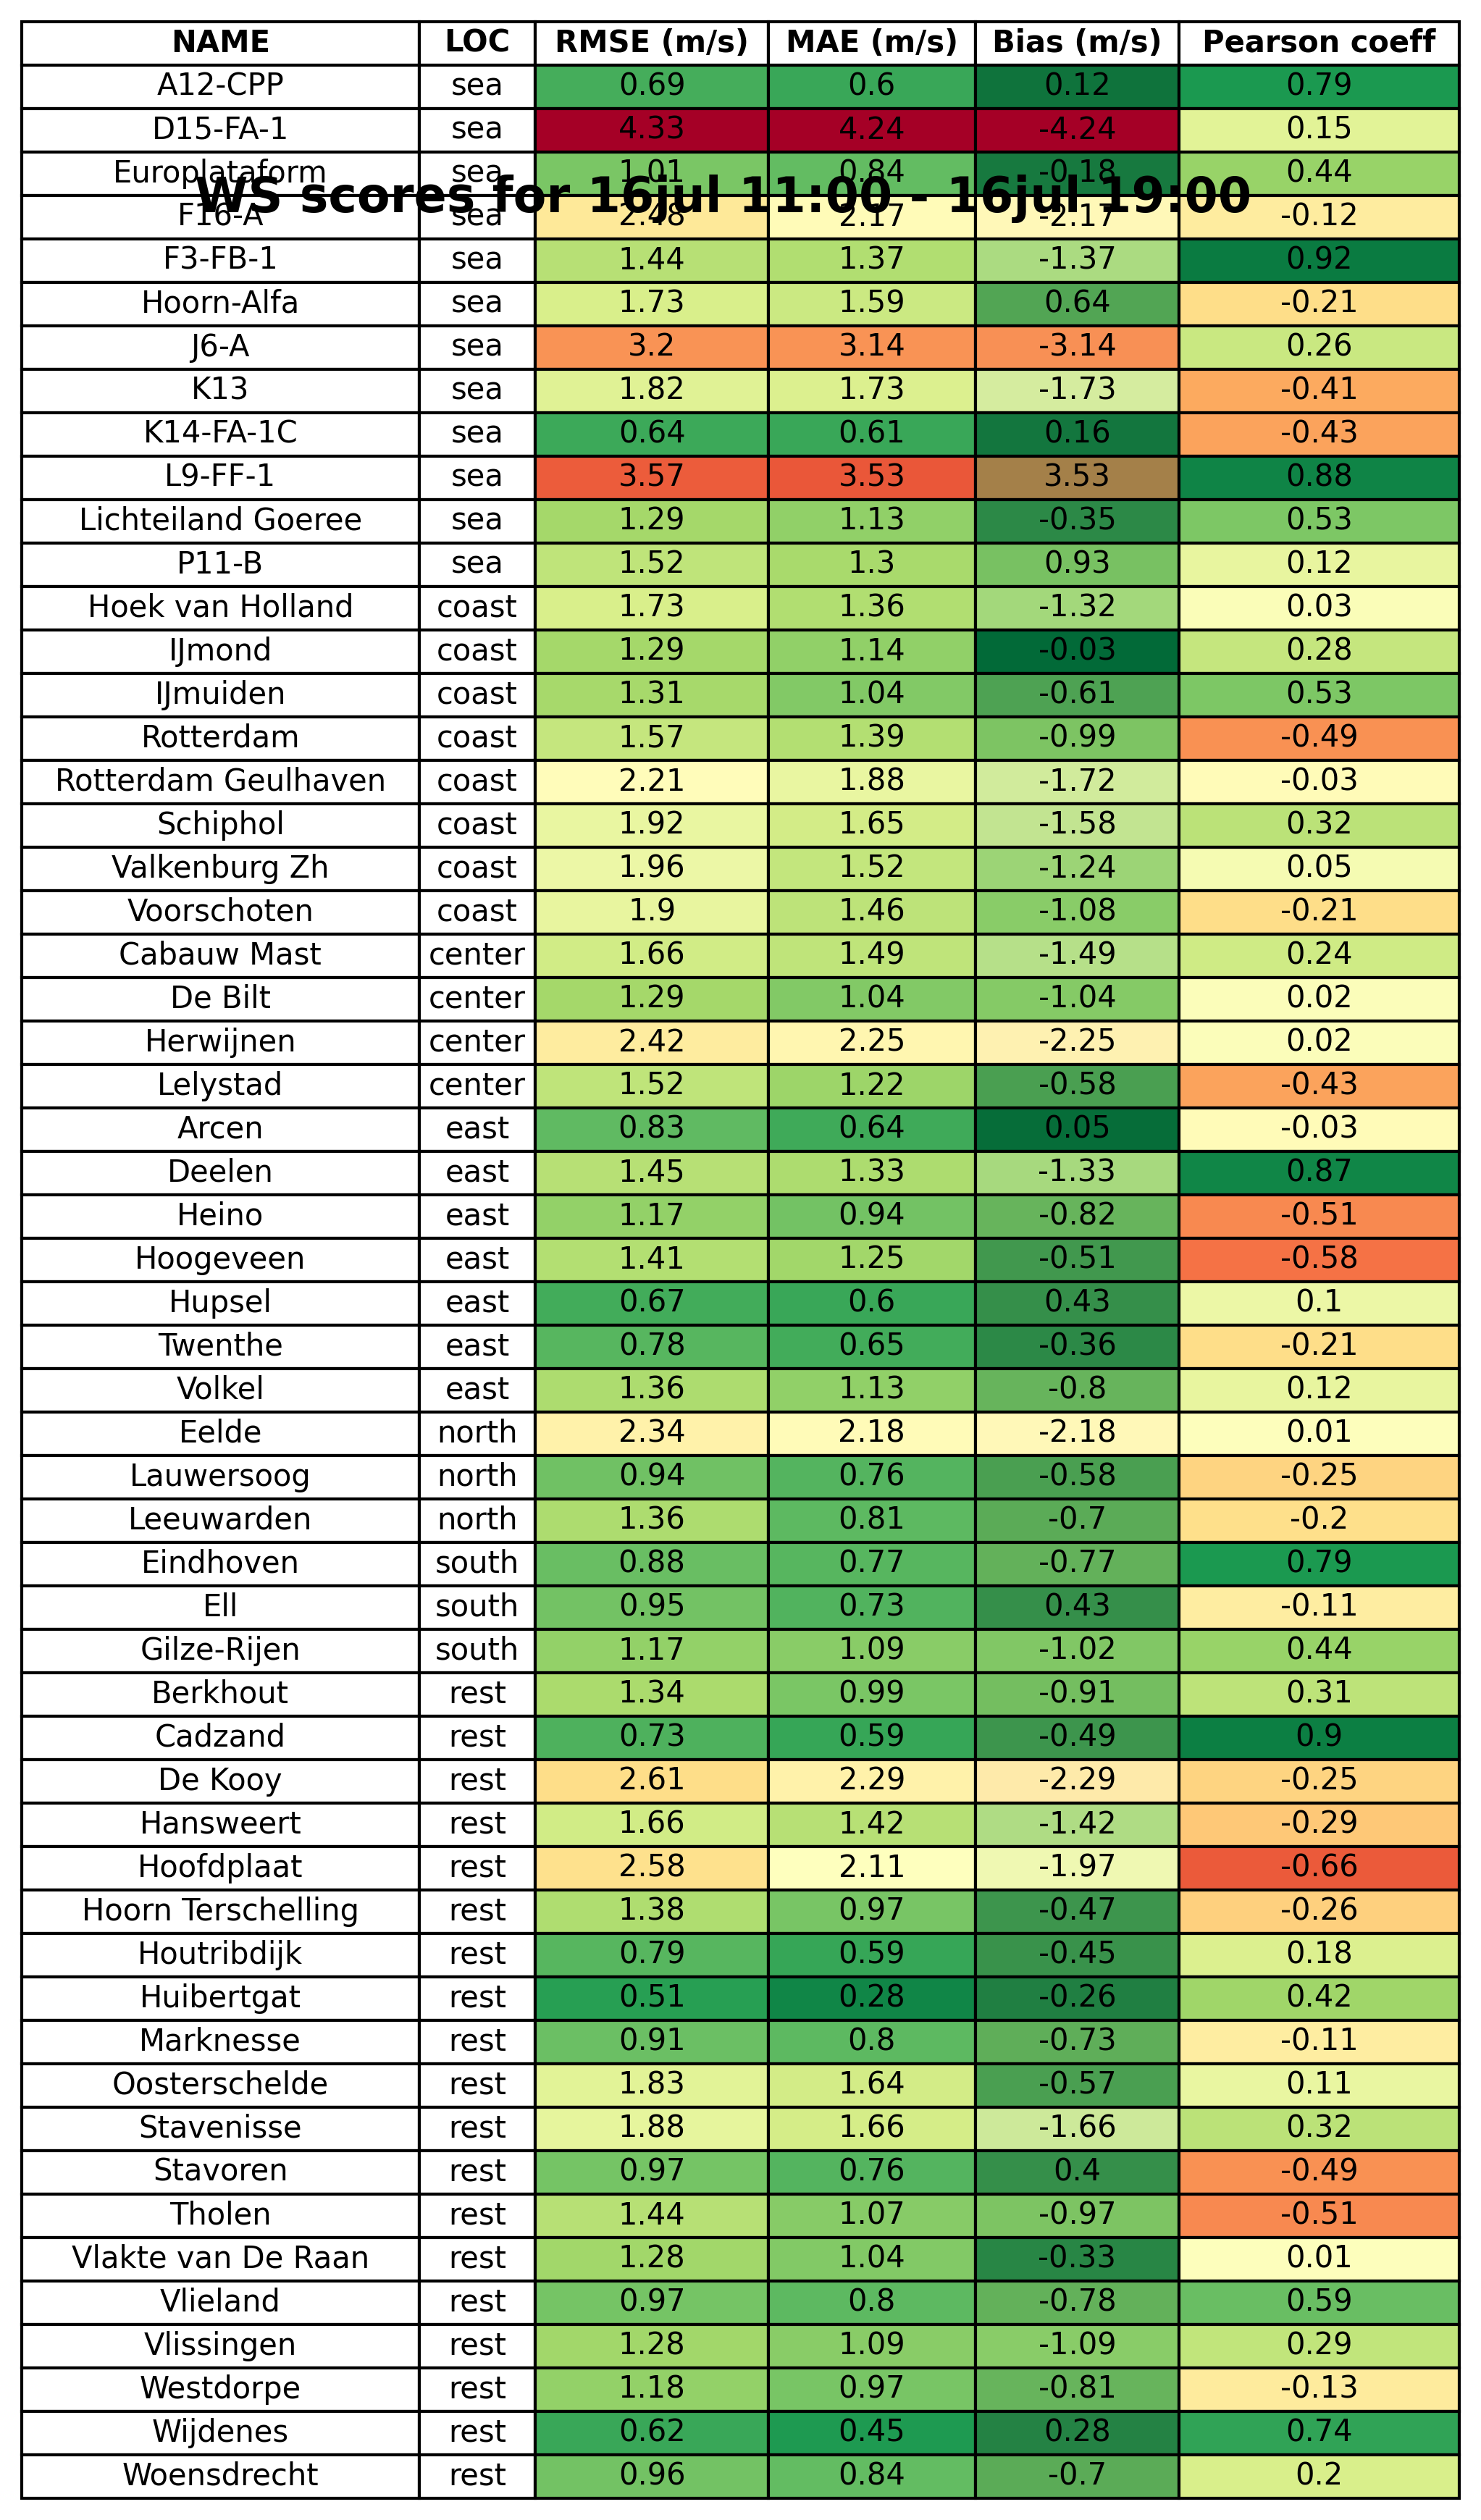 NAME LOC RMSE (m/s) MAE (m/s) Bias (m/s) Pearson coeff
A12-CPP sea 0.69 0.6 0.12 0.79
D15-FA-1 sea 4.33 4.24 -4.24 0.15
Europlataform sea 1.01 0.84 -0.18 0.44
WS scores for 16jul 11:00 - 16jul 19:00
F16-A sea 2.48 2.17 -2.17 -0.12
F3-FB-1 sea 1.44 1.37 -1.37 0.92
Hoorn-Alfa sea 1.73 1.59 0.64 -0.21
J6-A sea 3.2 3.14 -3.14 0.26
K13 sea 1.82 1.73 -1.73 -0.41
K14-FA-1C sea 0.64 0.61 0.16 -0.43
L9-FF-1 sea 3.57 3.53 3.53 0.88
Lichteiland Goeree sea 1.29 1.13 -0.35 0.53
P11-B sea 1.52 1.3 0.93 0.12
Hoek van Holland coast 1.73 1.36 -1.32 0.03
IJmond coast 1.29 1.14 -0.03 0.28
IJmuiden coast 1.31 1.04 -0.61 0.53
Rotterdam coast 1.57 1.39 -0.99 -0.49
Rotterdam Geulhaven coast 2.21 1.88 -1.72 -0.03
Schiphol coast 1.92 1.65 -1.58 0.32
Valkenburg Zh coast 1.96 1.52 -1.24 0.05
Voorschoten coast 1.9 1.46 -1.08 -0.21
Cabauw Mast center 1.66 1.49 -1.49 0.24
De Bilt center 1.29 1.04 -1.04 0.02
Herwijnen center 2.42 2.25 -2.25 0.02
Lelystad center 1.52 1.22 -0.58 -0.43
Arcen east 0.83 0.64 0.05 -0.03
Deelen east 1.45 1.33 -1.33 0.87
Heino east 1.17 0.94 -0.82 -0.51
Hoogeveen east 1.41 1.25 -0.51 -0.58
Hupsel east 0.67 0.6 0.43 0.1
Twenthe east 0.78 0.65 -0.36 -0.21
Volkel east 1.36 1.13 -0.8 0.12
Eelde north 2.34 2.18 -2.18 0.01
Lauwersoog north 0.94 0.76 -0.58 -0.25
Leeuwarden north 1.36 0.81 -0.7 -0.2
Eindhoven south 0.88 0.77 -0.77 0.79
Ell south 0.95 0.73 0.43 -0.11
Gilze-Rijen south 1.17 1.09 -1.02 0.44
Berkhout rest 1.34 0.99 -0.91 0.31
Cadzand rest 0.73 0.59 -0.49 0.9
De Kooy rest 2.61 2.29 -2.29 -0.25
Hansweert rest 1.66 1.42 -1.42 -0.29
Hoofdplaat rest 2.58 2.11 -1.97 -0.66
Hoorn Terschelling rest 1.38 0.97 -0.47 -0.26
Houtribdijk rest 0.79 0.59 -0.45 0.18
Huibertgat rest 0.51 0.28 -0.26 0.42
Marknesse rest 0.91 0.8 -0.73 -0.11
Oosterschelde rest 1.83 1.64 -0.57 0.11
Stavenisse rest 1.88 1.66 -1.66 0.32
Stavoren rest 0.97 0.76 0.4 -0.49
Tholen rest 1.44 1.07 -0.97 -0.51
Vlakte van De Raan rest 1.28 1.04 -0.33 0.01
Vlieland rest 0.97 0.8 -0.78 0.59
Vlissingen rest 1.28 1.09 -1.09 0.29
Westdorpe rest 1.18 0.97 -0.81 -0.13
Wijdenes rest 0.62 0.45 0.28 0.74
Woensdrecht rest 0.96 0.84 -0.7 0.2